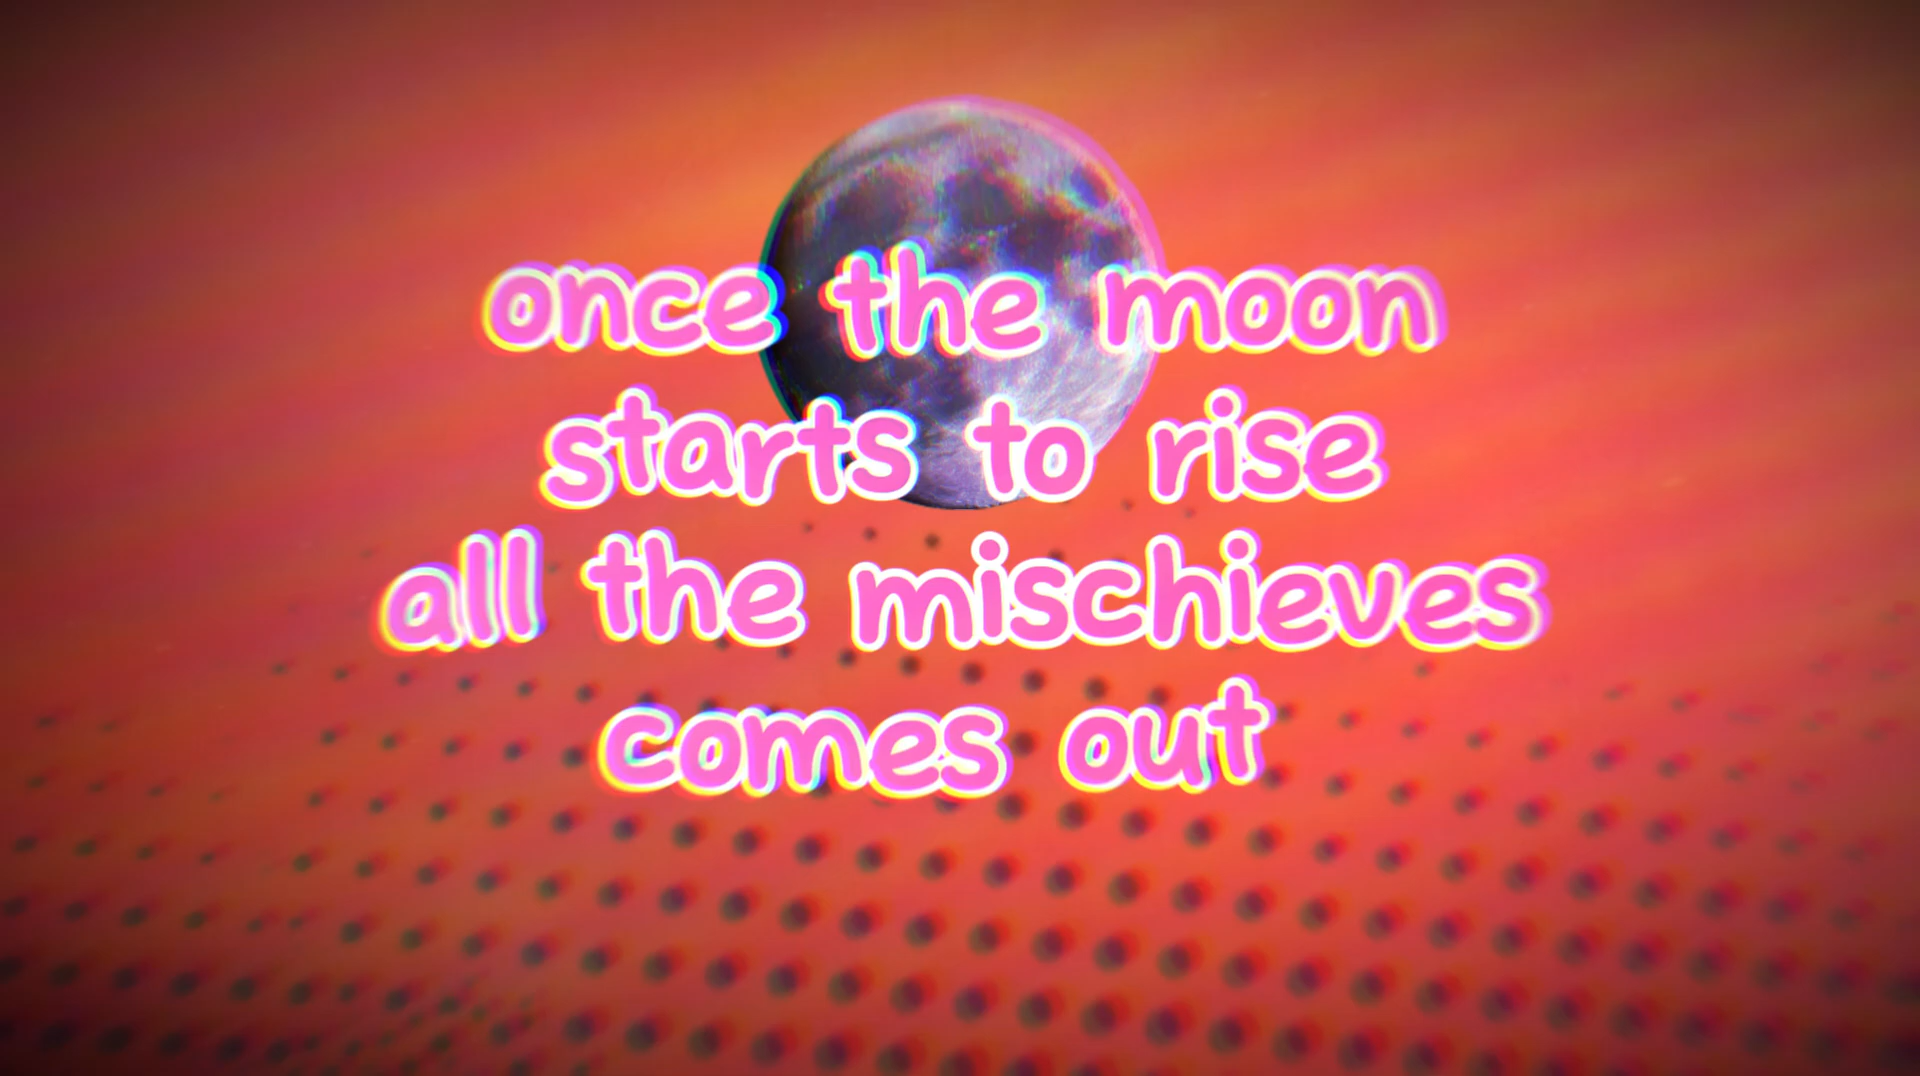 once the moon
starts to rise
all the mischieves
comes out